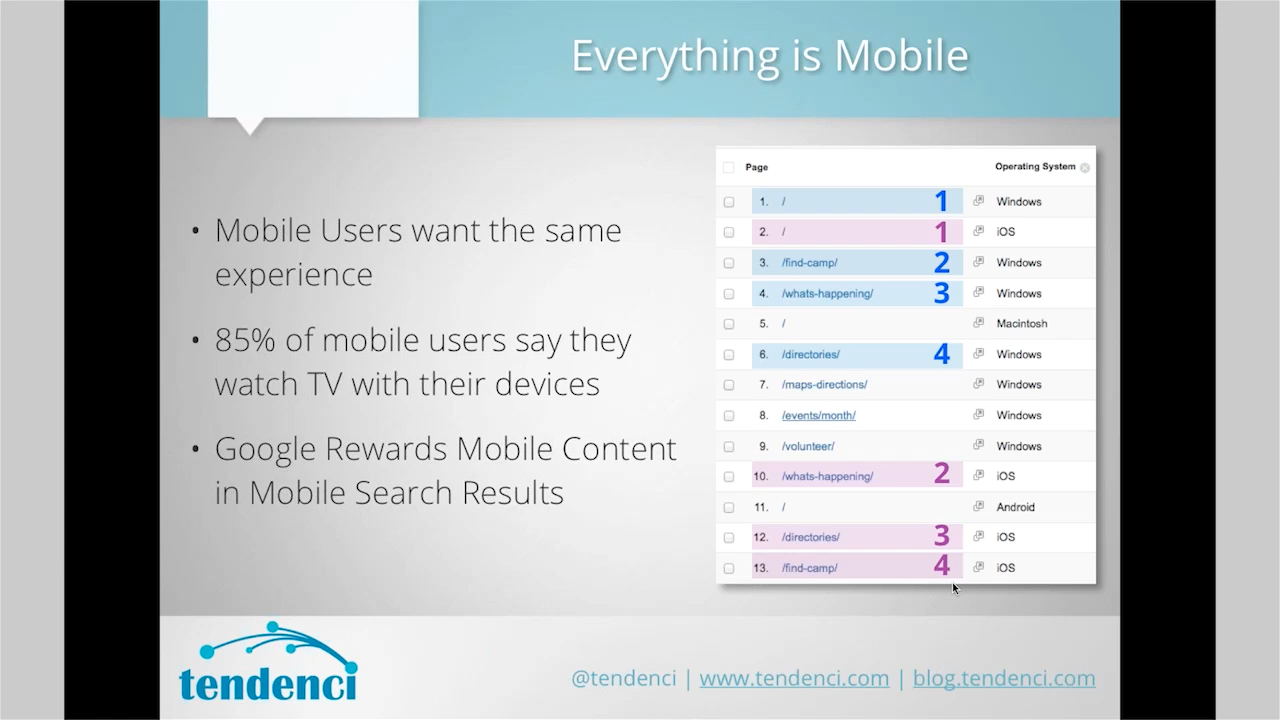 Everything is Mobile
• Mobile Users want the same
experience
• 85% of mobile users say they
watch TV with their devices
• Google Rewards Mobile Content
in Mobile Search Results
Page Operating System
1. / 1 Windows
2. / 1 iOS
3. /find-camp/ 2 Windows
4. /whats-happening/ 3 Windows
5. / Macintosh
6. /directories/ 4 Windows
7. /maps-directions/ Windows
8. /events/month/ Windows
9. /volunteer/ Windows
10. /whats-happening/ 2 iOS
11. / Android
12. /directories/ 3 iOS
13. /find-camp/ 4 iOS
tendenci
@tendenci | www.tendenci.com | blog.tendenci.com